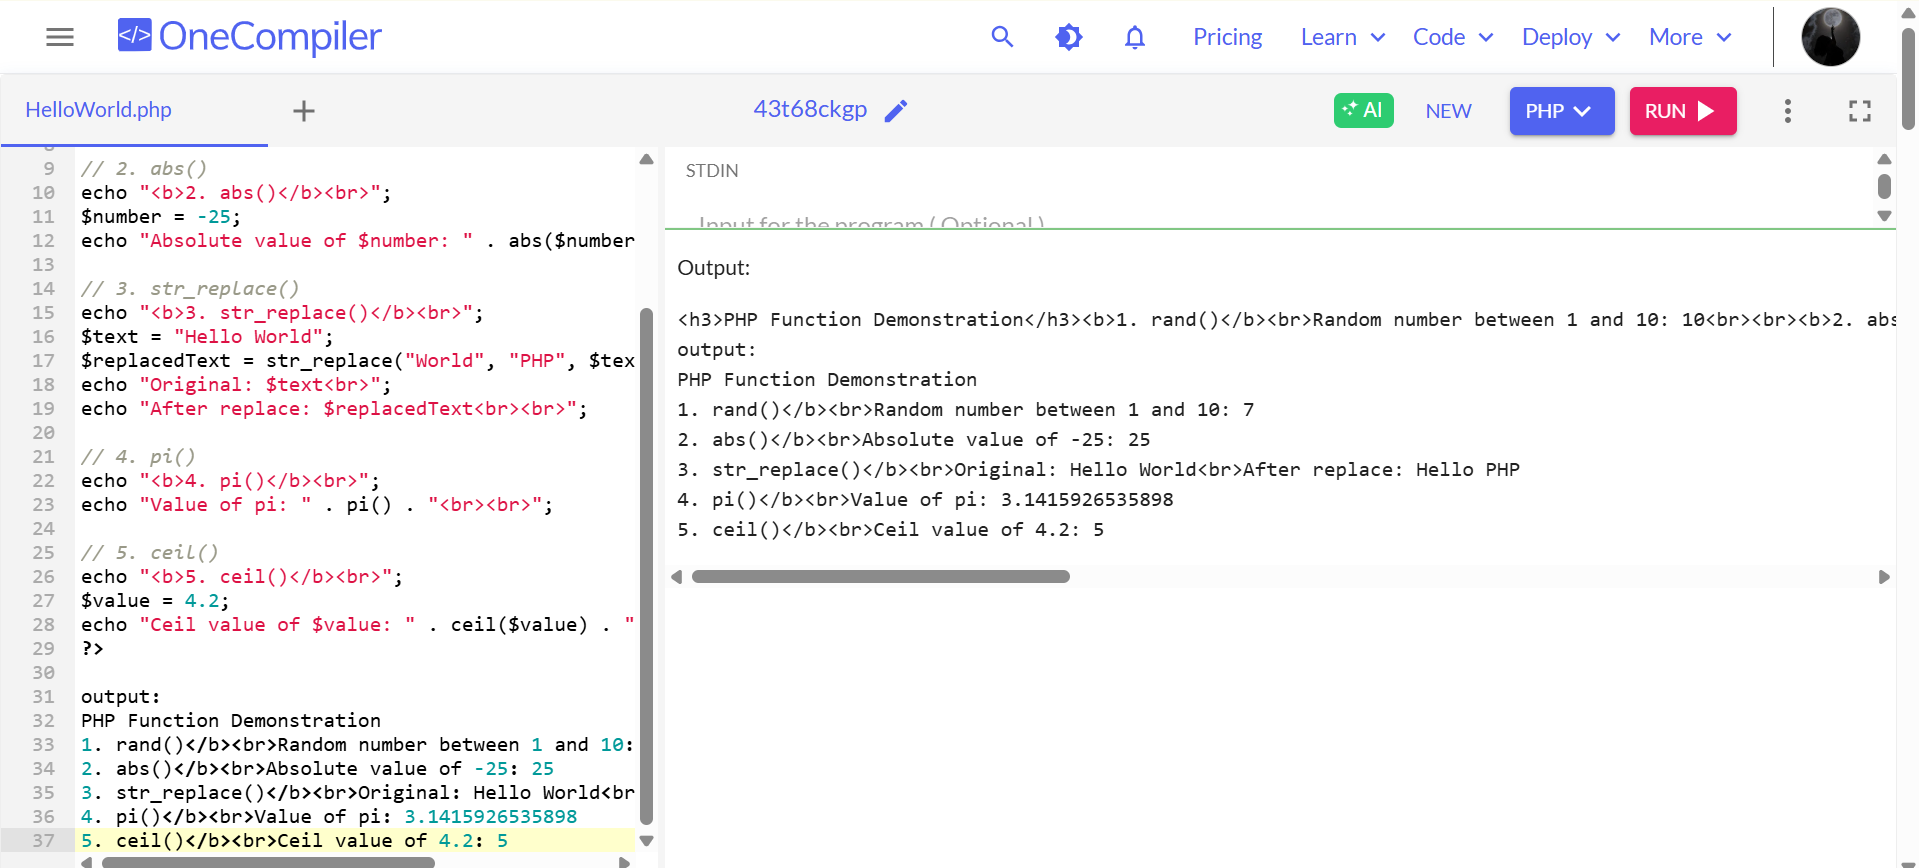 </> OneCompiler
Pricing
Learn
Code
Deploy
More
HelloWorld.php
+
43t68ckgp
AI
NEW
PHP
RUN
9 // 2. abs()
10 echo "<b>2. abs()</b><br>";
11 $number = -25;
12 echo "Absolute value of $number: " . abs($number
13
14 // 3. str_replace()
15 echo "<b>3. str_replace()</b><br>";
16 $text = "Hello World";
17 $replacedText = str_replace("World", "PHP", $tex
18 echo "Original: $text<br>";
19 echo "After replace: $replacedText<br><br>";
20
21 // 4. pi()
22 echo "<b>4. pi()</b><br>";
23 echo "Value of pi: " . pi() . "<br><br>";
24
25 // 5. ceil()
26 echo "<b>5. ceil()</b><br>";
27 $value = 4.2;
28 echo "Ceil value of $value: " . ceil($value) . "
29 ?>
30
31 output:
32 PHP Function Demonstration
33 1. rand()</b><br>Random number between 1 and 10:
34 2. abs()</b><br>Absolute value of -25: 25
35 3. str_replace()</b><br>Original: Hello World<br
36 4. pi()</b><br>Value of pi: 3.1415926535898
37 5. ceil()</b><br>Ceil value of 4.2: 5
STDIN
Input for the program ( Optional )
Output:
<h3>PHP Function Demonstration</h3><b>1. rand()</b><br>Random number between 1 and 10: 10<br><br><b>2. abs
output:
PHP Function Demonstration
1. rand()</b><br>Random number between 1 and 10: 7
2. abs()</b><br>Absolute value of -25: 25
3. str_replace()</b><br>Original: Hello World<br>After replace: Hello PHP
4. pi()</b><br>Value of pi: 3.1415926535898
5. ceil()</b><br>Ceil value of 4.2: 5